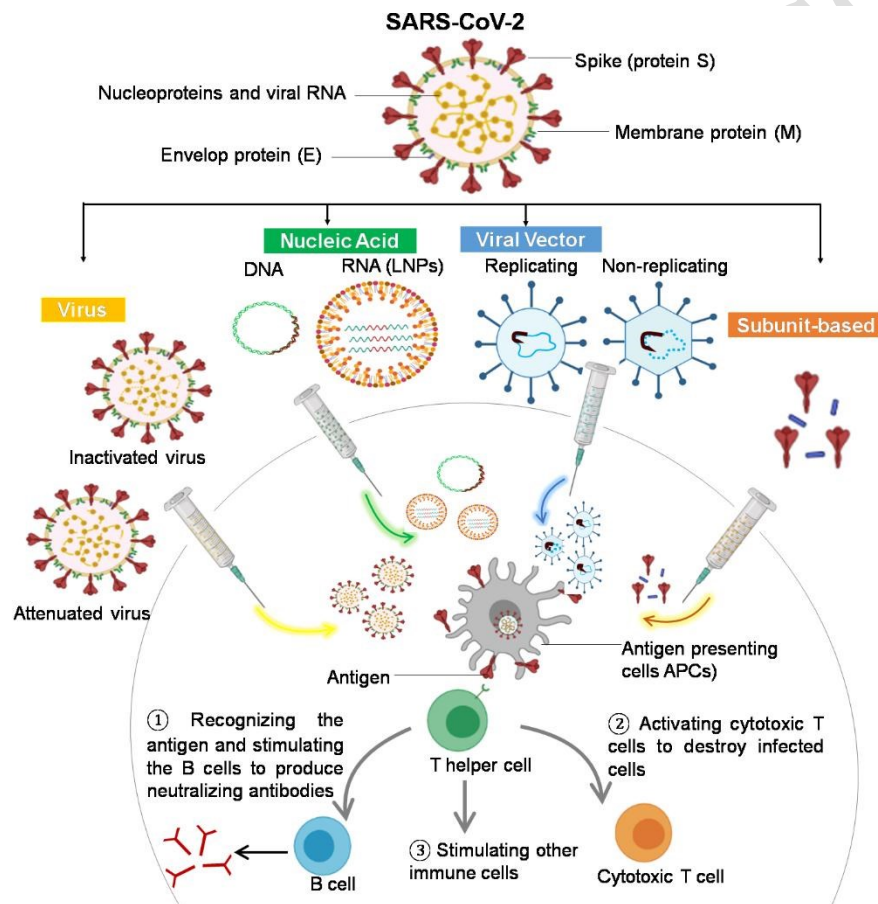 SARS-CoV-2
Spike (protein S)
Nucleoproteins and viral RNA
Membrane protein (M)
Envelop protein (E)
Nucleic Acid
Viral Vector
DNA
RNA (LNPs)
Replicating
Non-replicating
Virus
Subunit-based
Inactivated virus
Attenuated virus
Antigen presenting
cells APCs)
Antigen
① Recognizing the
antigen and stimulating
the B cells to produce
neutralizing antibodies
T helper cell
② Activating cytotoxic T
cells to destroy infected
cells
③ Stimulating other
immune cells
B cell
Cytotoxic T cell